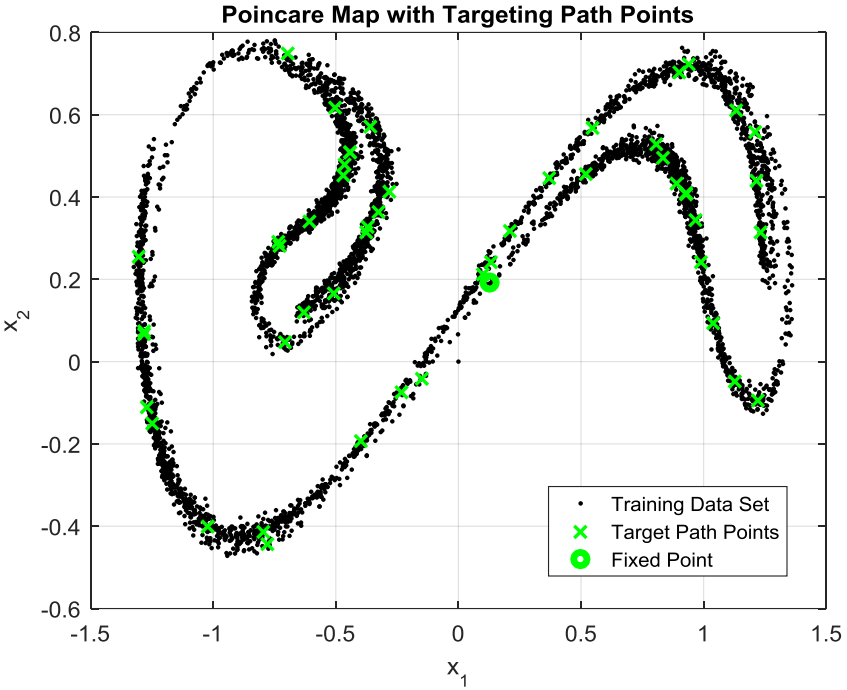 Poincare Map with Targeting Path Points
0.8
0.6
0.4
0.2
0
-0.2
-0.4
-0.6
x2
Training Data Set
Target Path Points
Fixed Point
-1.5 -1 -0.5 0 0.5 1 1.5
x1